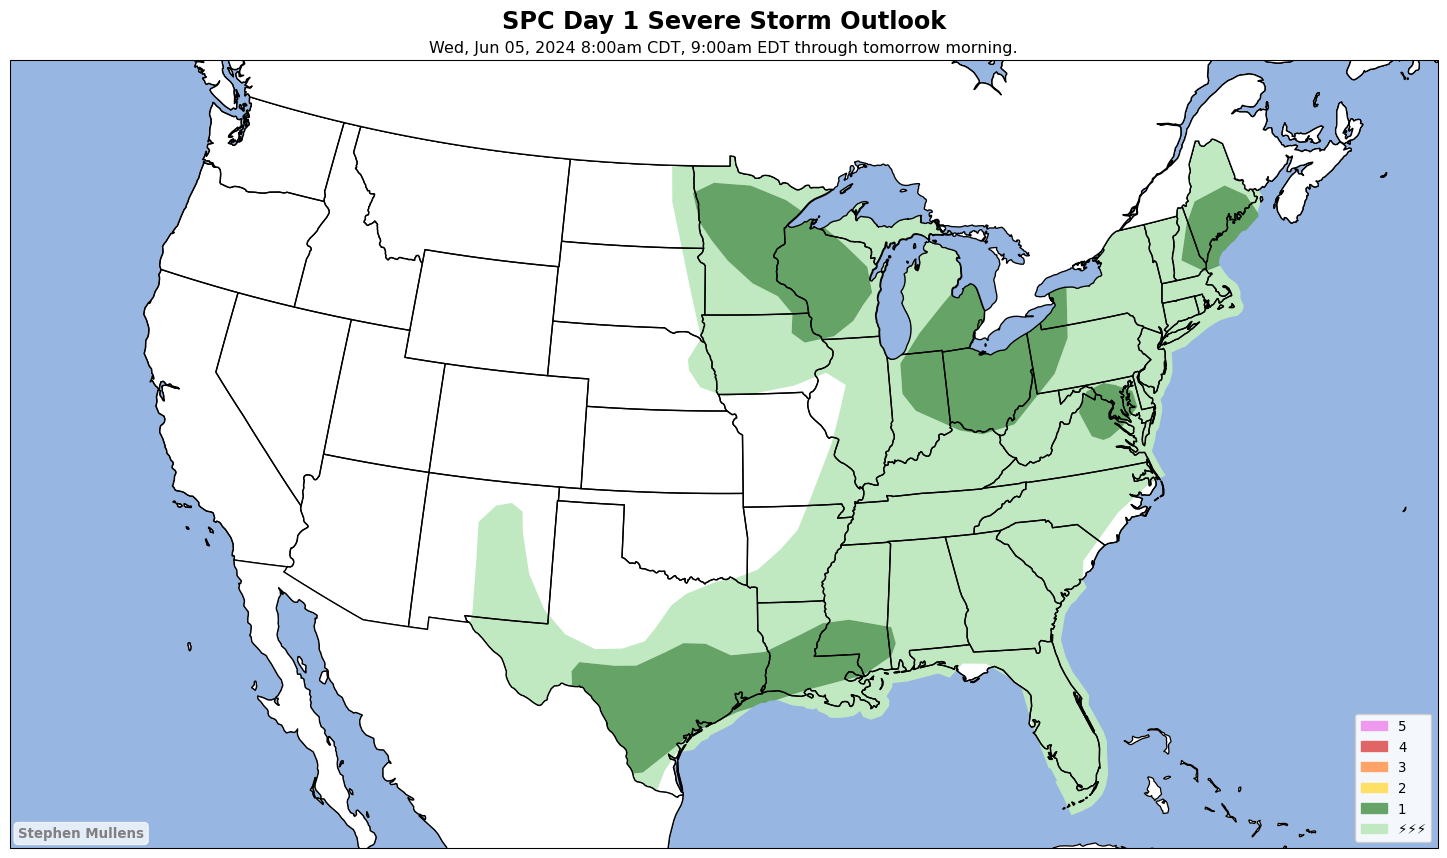 SPC Day 1 Severe Storm Outlook
Wed, Jun 05, 2024 8:00am CDT, 9:00am EDT through tomorrow morning.
5
4
3
2
1
⚡⚡⚡
Stephen Mullens